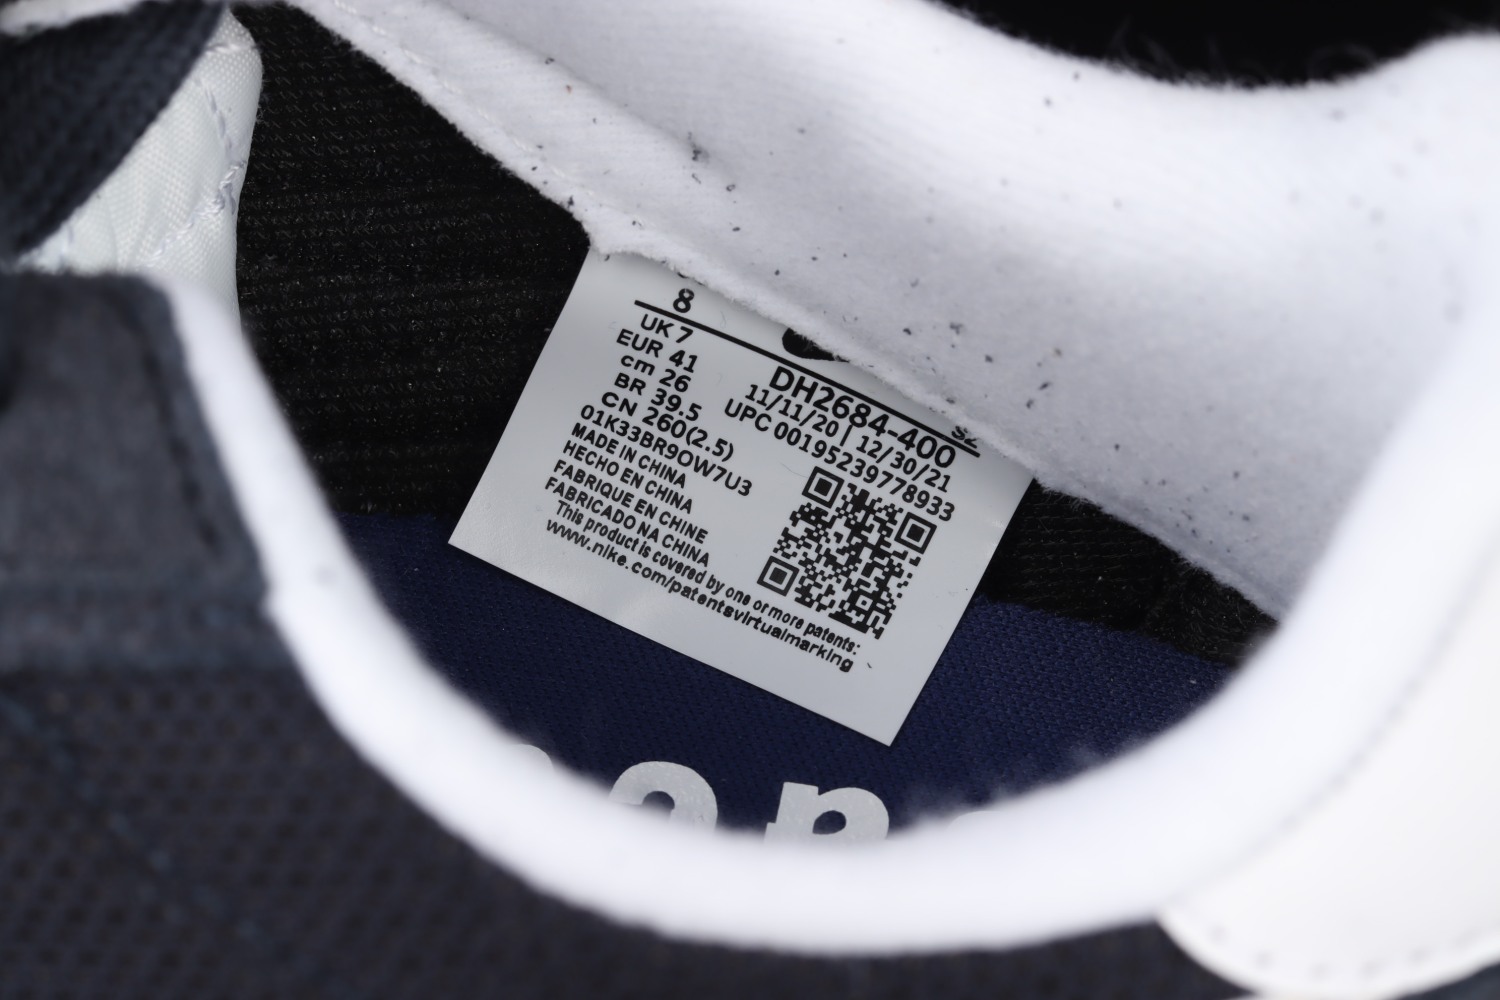 8
UK 7
EUR 41
cm 26
BR 39.5
CN 260(2.5)
01K33BR9OW7U3
MADE IN CHINA
HECHO EN CHINA
FABRIQUE EN CHINE
FABRICADO NA CHINA
This product is covered by one or more patents:
www.nike.com/patentsvirtualmarking
DH2684-400
SZ
11/11/20 | 12/30/21
UPC 00195239778933